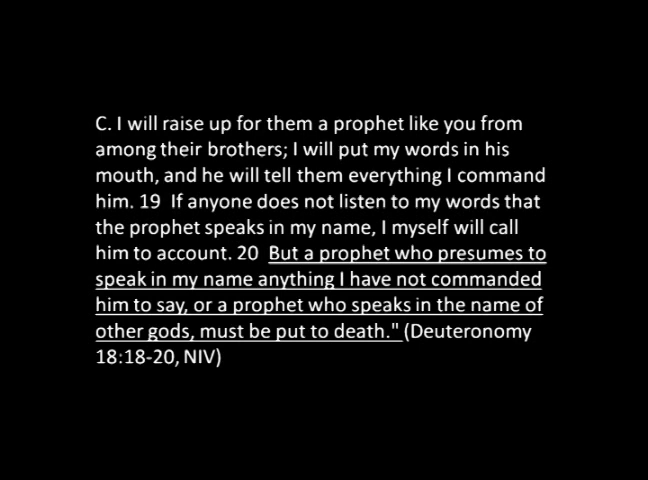 C. I will raise up for them a prophet like you from
among their brothers; I will put my words in his
mouth, and he will tell them everything I command
him. 19  If anyone does not listen to my words that
the prophet speaks in my name, I myself will call
him to account. 20  But a prophet who presumes to
speak in my name anything I have not commanded
him to say, or a prophet who speaks in the name of
other gods, must be put to death." (Deuteronomy
18:18-20, NIV)